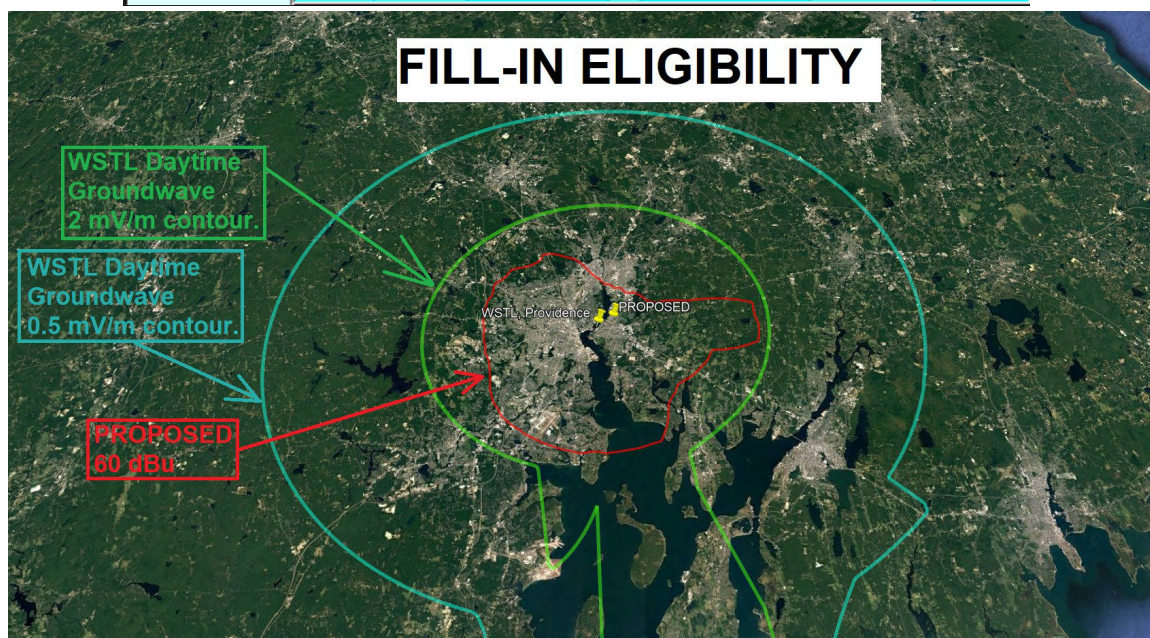 FILL-IN ELIGIBILITY
WSTL Daytime
Groundwave
2 mV/m contour.
WSTL Daytime
Groundwave
0.5 mV/m contour.
WSTL, Providence
PROPOSED
PROPOSED
60 dBu